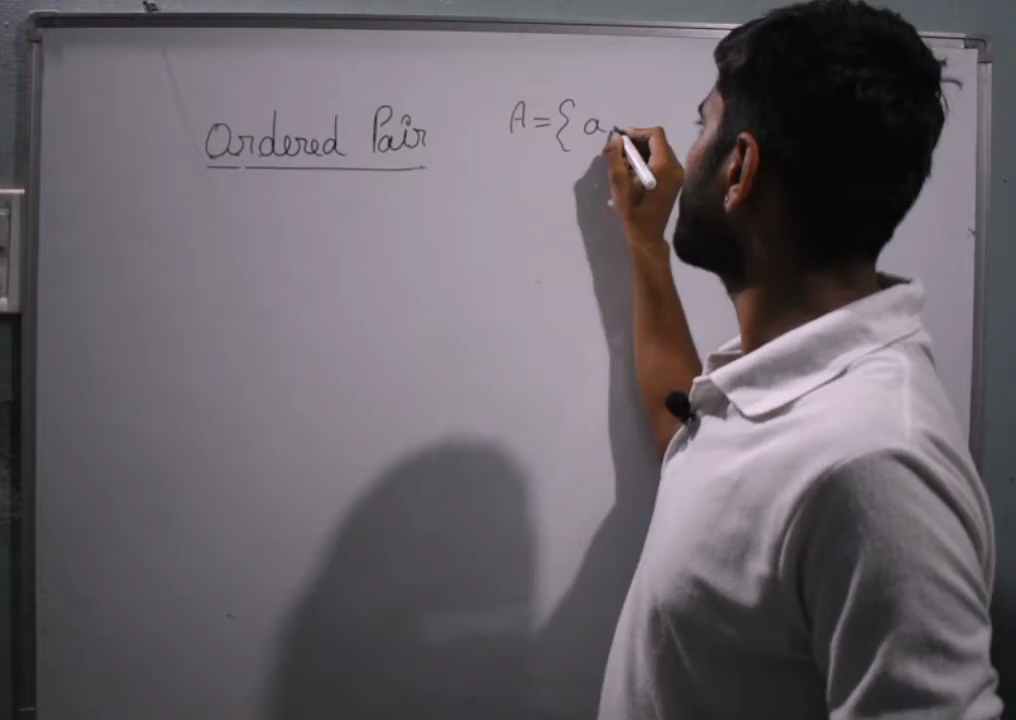 Ordered Pair
A = { a